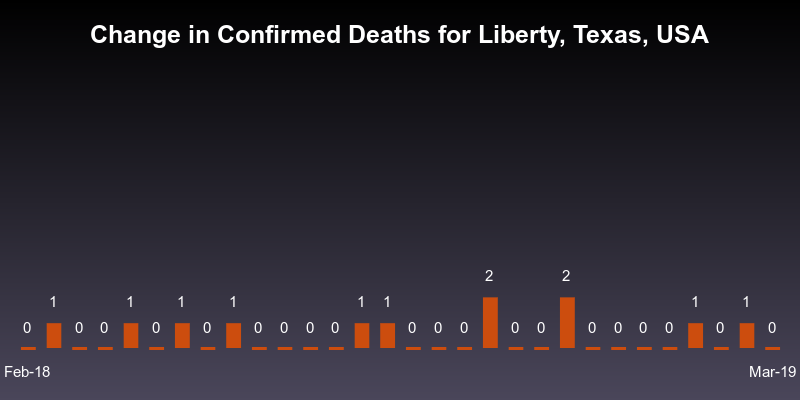 Change in Confirmed Deaths for Liberty, Texas, USA
0 1 0 0 1 0 1 0 1 0 0 0 0 1 1 0 0 0 2 0 0 2 0 0 0 0 1 0 1 0
Feb-18 Mar-19